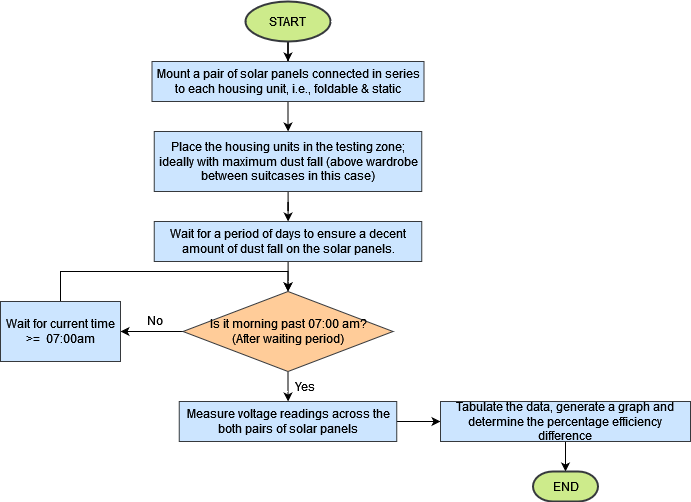 START
Mount a pair of solar panels connected in series
to each housing unit, i.e., foldable & static
Place the housing units in the testing zone;
ideally with maximum dust fall (above wardrobe
between suitcases in this case)
Wait for a period of days to ensure a decent
amount of dust fall on the solar panels.
Is it morning past 07:00 am?
(After waiting period)
No
Wait for current time
>= 07:00am
Yes
Measure voltage readings across the
both pairs of solar panels
Tabulate the data, generate a graph and
determine the percentage efficiency
difference
END